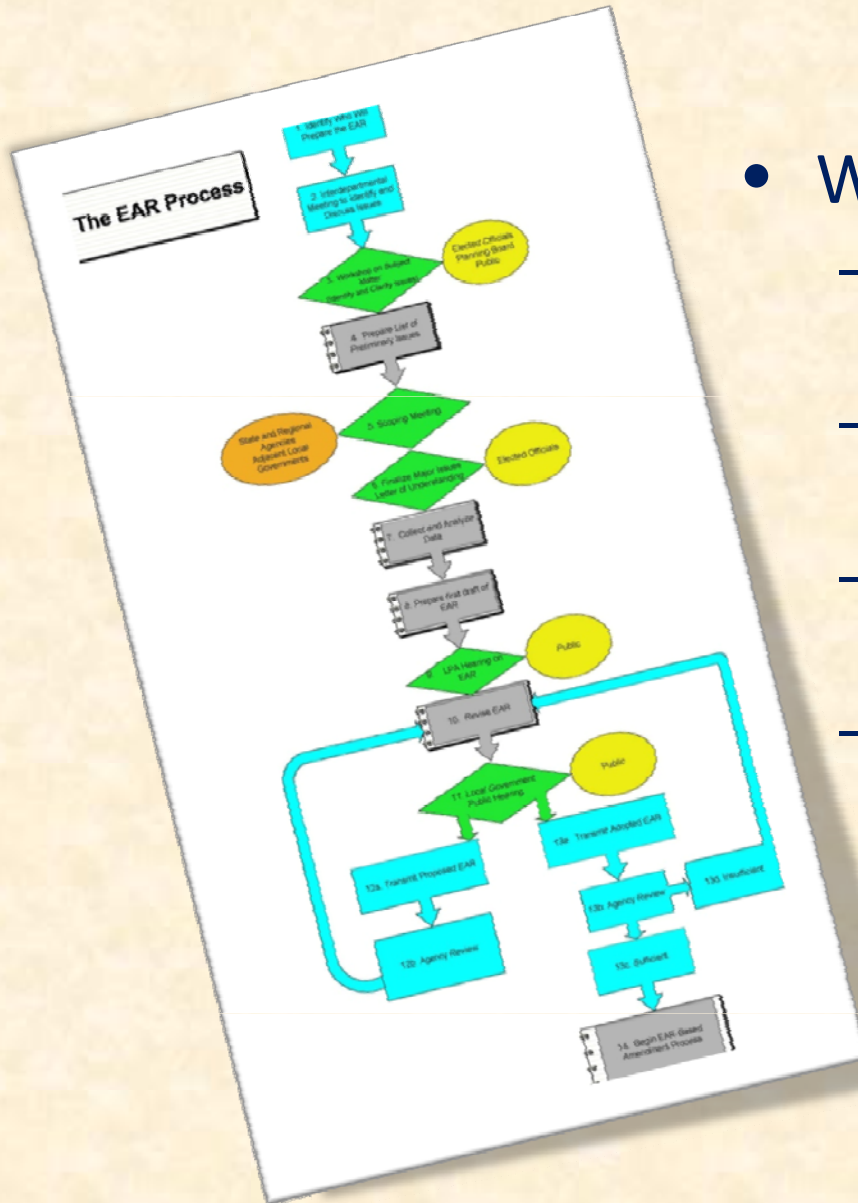 The EAR Process
1. Identify Who Will
Prepare the EAR
2. Interdepartmental
Meeting to Identify and
Discuss Issues
3. Workshop on Subject
Matter
(Identify and Clarify Issues)
Elected Officials
Planning Board
Public
4. Prepare List of
Preliminary Issues
5. Scoping Meeting
State and Regional
Agencies
Adjacent Local
Governments
6. Finalize Major Issues
Letter of Understanding
Elected Officials
7. Collect and Analyze
Data
8. Prepare first draft of
EAR
9. LPA Hearing on
EAR
Public
10. Revise EAR
11. Local Government
Public Hearing
Public
12a. Transmit Proposed EAR
12b. Agency Review
13a. Transmit Adopted EAR
13b. Agency Review
13d. Insufficient
13c. Sufficient
14. Begin EAR-Based
Amendment Process
• W
–
–
–
–